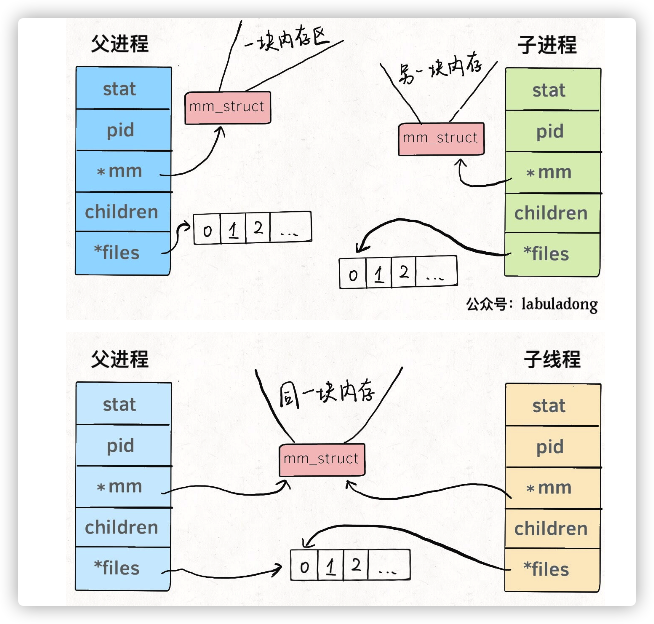 父进程
一块内存区
子进程
另一块内存
stat
pid
*mm
children
*files
mm_struct
0 1 2 ...
mm struct
0 1 2 ...
stat
pid
*mm
children
*files
公众号：labuladong
父进程
子线程
同一块内存
stat
pid
*mm
children
*files
mm_struct
0 1 2 ...
stat
pid
*mm
children
*files